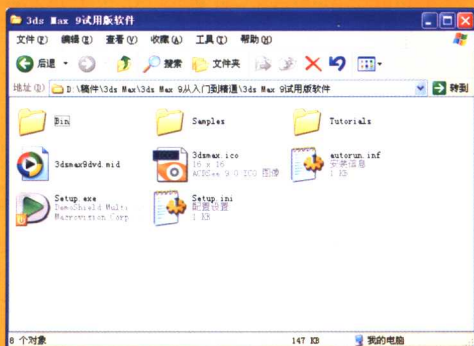 3ds Max 9试用版软件
文件(F) 编辑(E) 查看(V) 收藏(A) 工具(T) 帮助(H)
后退 搜索 文件夹
地址(D) D:\稿件\3ds Max\3ds Max 9从入门到精通\3ds Max 9试用版软件 转到
Bin Samples Tutorials
3dsmax9dvd.mid 3dsmax.ico autorun.inf
16 x 16 安装信息
ACDSee 9.0 ICO 图像 1 KB
Setup.exe Setup.ini
配置设置
Macrovision Corp 1 KB
8 个对象 147 KB 我的电脑